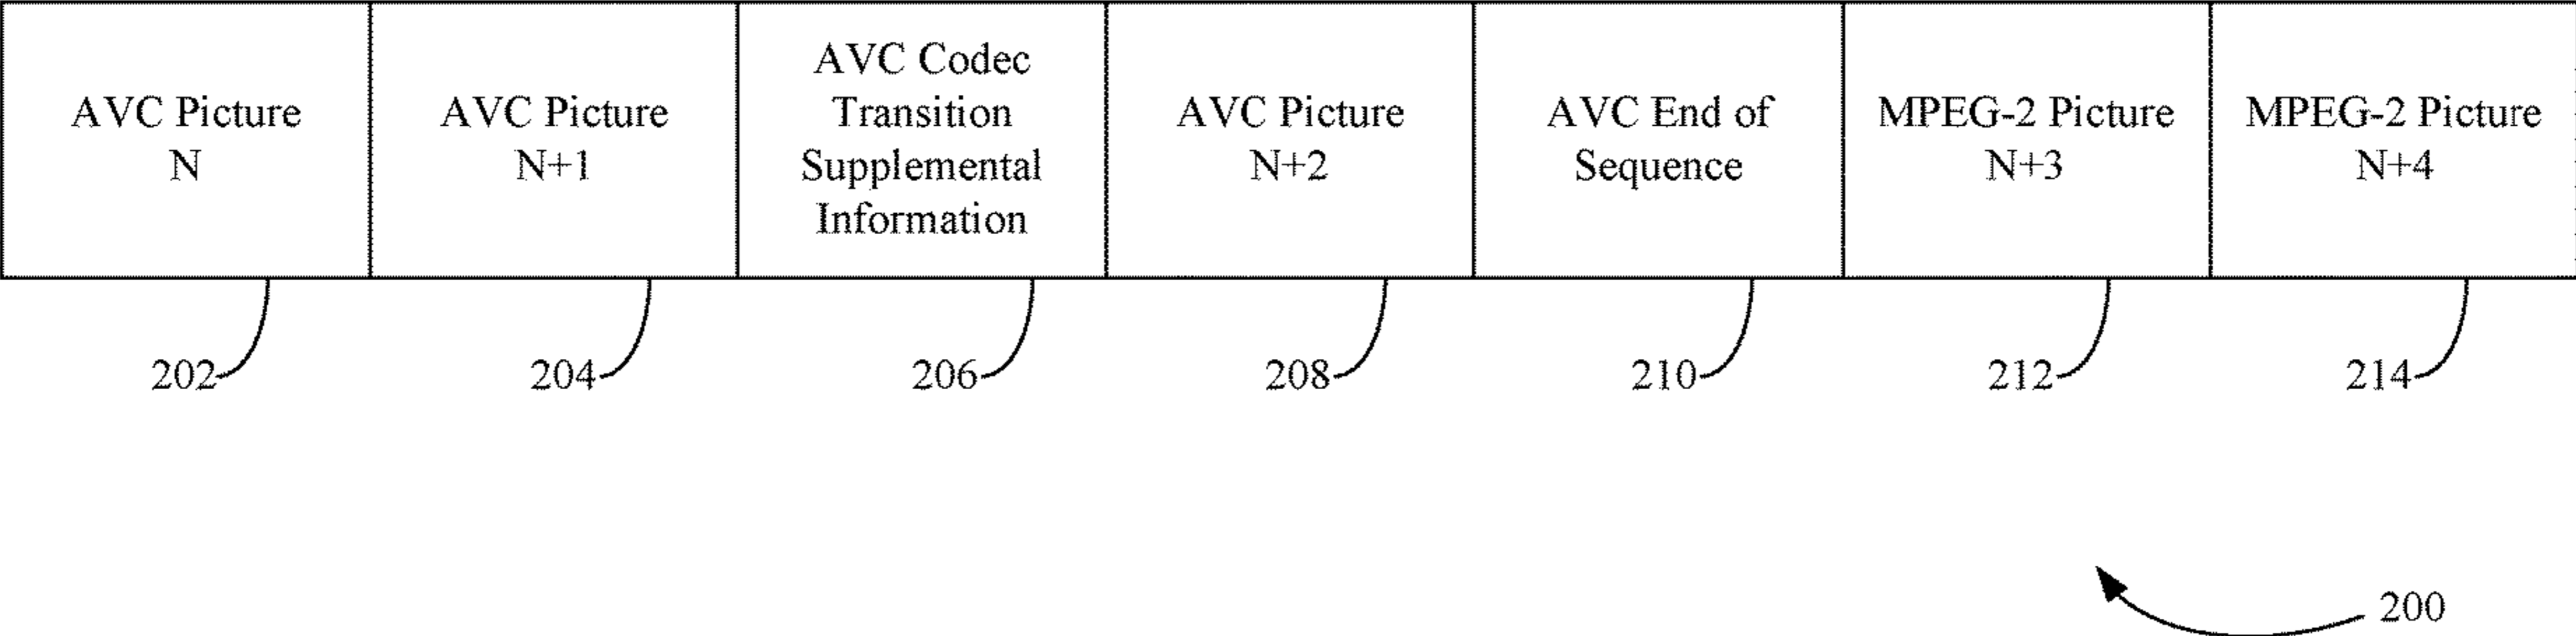 AVC Picture
N
AVC Picture
N+1
AVC Codec
Transition
Supplemental
Information
AVC Picture
N+2
AVC End of
Sequence
MPEG-2 Picture
N+3
MPEG-2 Picture
N+4
202
204
206
208
210
212
214
200